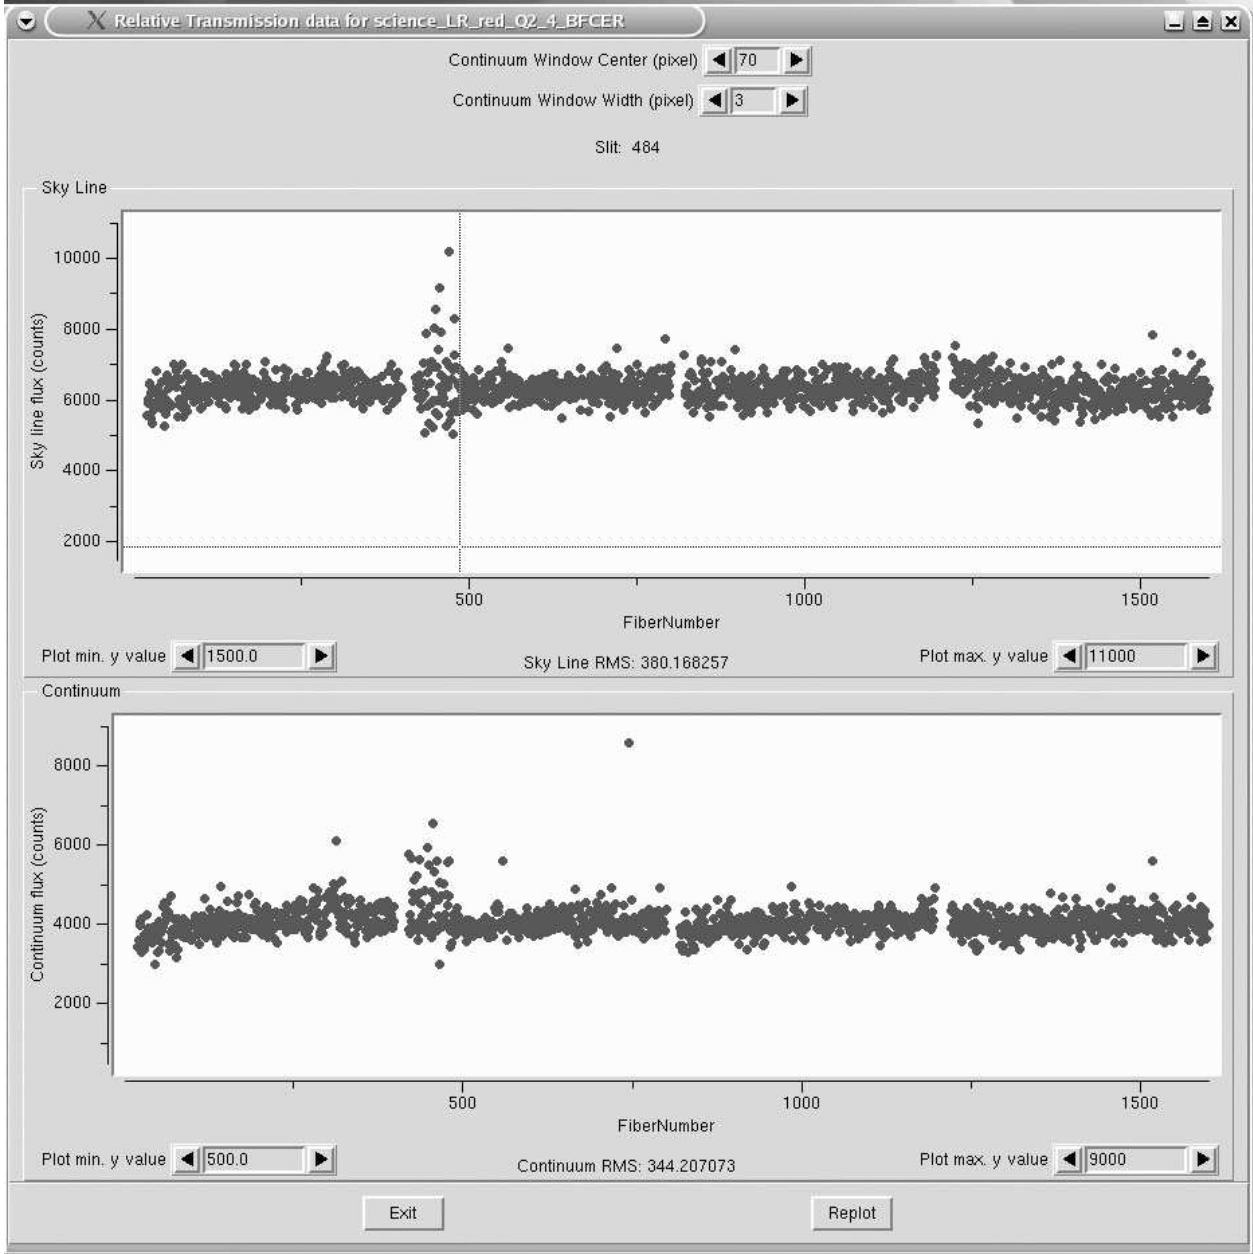 Relative Transmission data for science_LR_red_Q2_4_BFCER
Continuum Window Center (pixel) 70
Continuum Window Width (pixel) 3
Slit: 484
Sky Line
Sky line flux (counts)
10000
8000
6000
4000
2000
500 1000 1500
FiberNumber
Plot min. y value 1500.0 Sky Line RMS: 380.168257 Plot max. y value 11000
Continuum
Continuum flux (counts)
8000
6000
4000
2000
500 1000 1500
FiberNumber
Plot min. y value 500.0 Continuum RMS: 344.207073 Plot max. y value 9000
Exit Replot